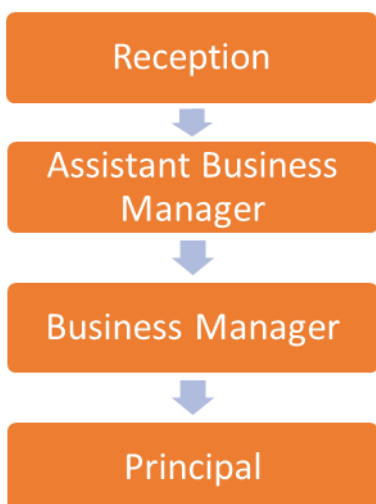 Reception
Assistant Business
Manager
Business Manager
Principal